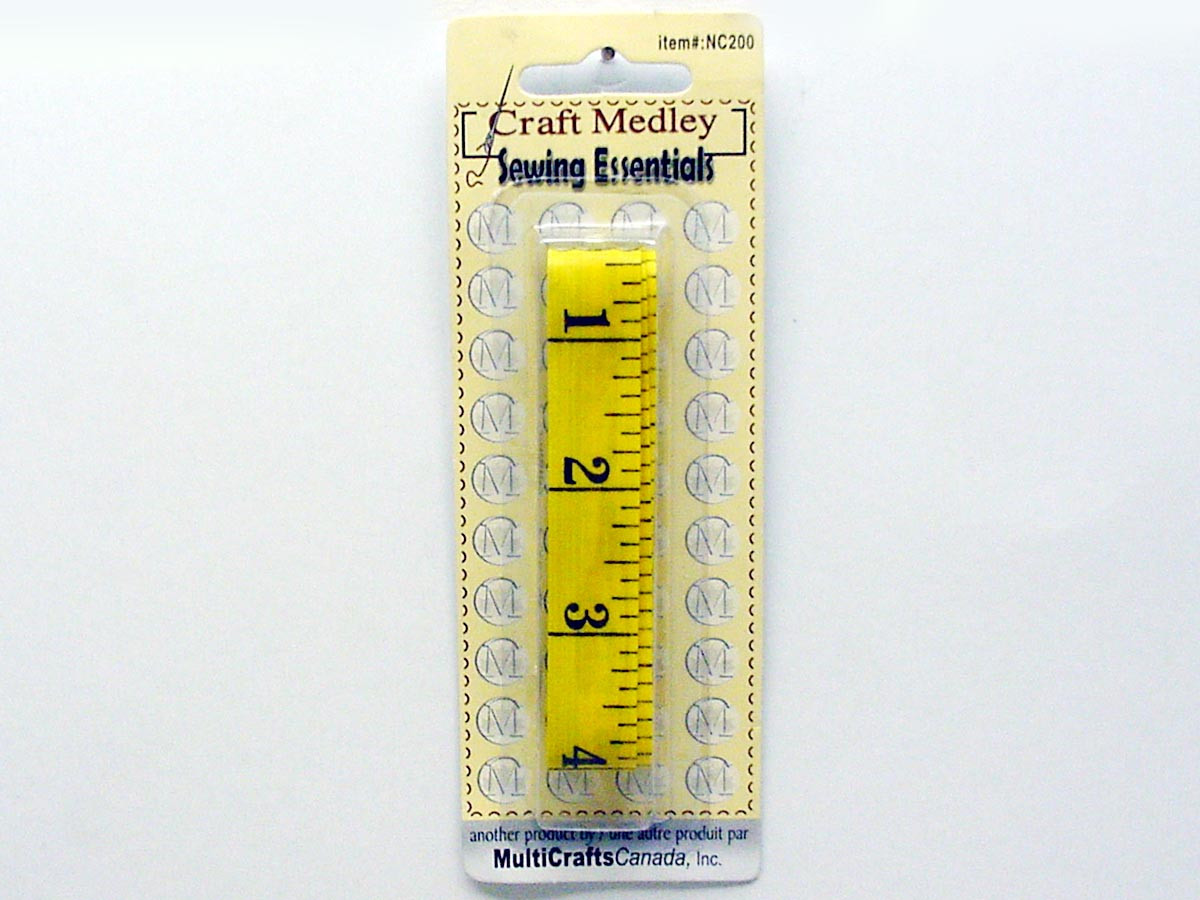 item#:NC200
Craft Medley
Sewing Essentials
1
2
3
4
another product by / une autre produit par
MultiCraftsCanada, Inc.